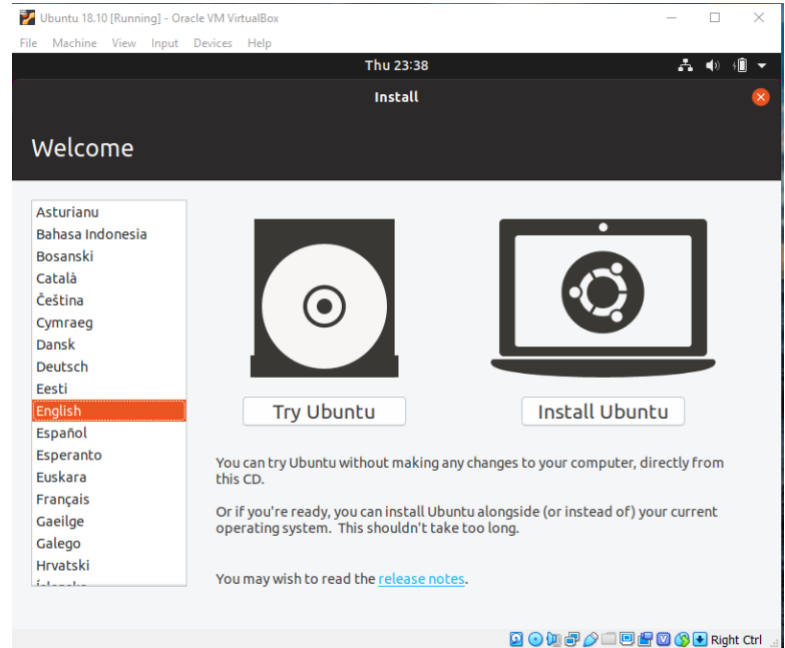 Ubuntu 18.10 [Running] - Oracle VM VirtualBox
File Machine View Input Devices Help
Thu 23:38
Install
Welcome
Asturianu
Bahasa Indonesia
Bosanski
Català
Čeština
Cymraeg
Dansk
Deutsch
Eesti
English
Español
Esperanto
Euskara
Français
Gaeilge
Galego
Hrvatski
Try Ubuntu
Install Ubuntu
You can try Ubuntu without making any changes to your computer, directly from
this CD.
Or if you're ready, you can install Ubuntu alongside (or instead of) your current
operating system. This shouldn't take too long.
You may wish to read the release notes.
Right Ctrl